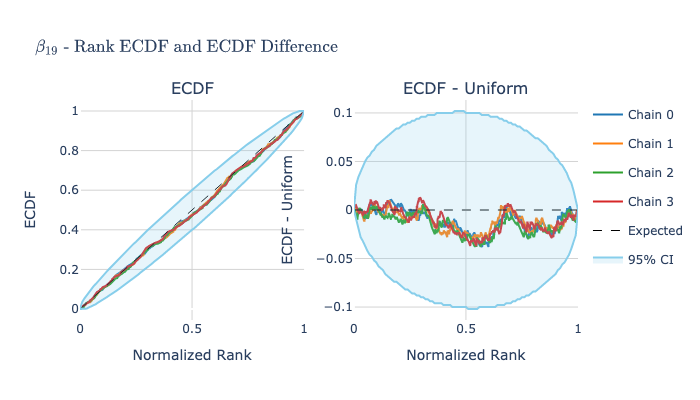 β₁₉ - Rank ECDF and ECDF Difference
ECDF
ECDF
1
0.8
0.6
0.4
0.2
0
0
0.5
1
Normalized Rank
ECDF - Uniform
ECDF - Uniform
0.1
0.05
0
−0.05
−0.1
0
0.5
1
Normalized Rank
Chain 0
Chain 1
Chain 2
Chain 3
Expected
95% CI